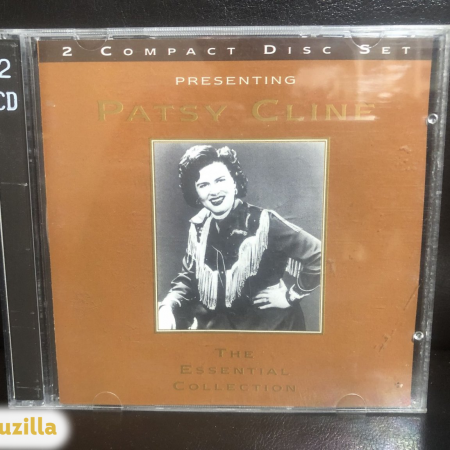 2 COMPACT DISC SET
2
CD
PRESENTING
PATSY CLINE
THE
ESSENTIAL
COLLECTION
uzilla